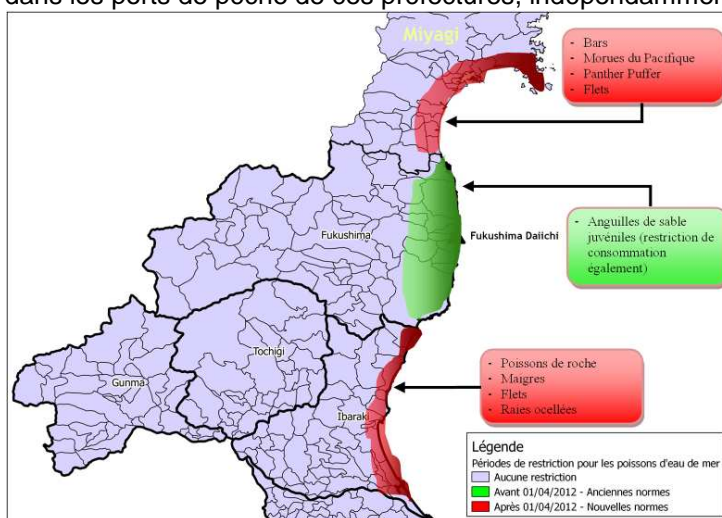 dans les ports de pêche de ces préfectures, indépendammen
Miyagi
- Bars
- Morues du Pacifique
- Panther Puffer
- Flets
Fukushima
Fukushima Daiichi
- Anguilles de sable
juvéniles (restriction de
consommation
également)
Tochigi
Gunma
Ibaraki
- Poissons de roche
- Maigres
- Flets
- Raies ocellées
Légende
Périodes de restriction pour les poissons d'eau de mer
Aucune restriction
Avant 01/04/2012 - Anciennes normes
Après 01/04/2012 - Nouvelles normes